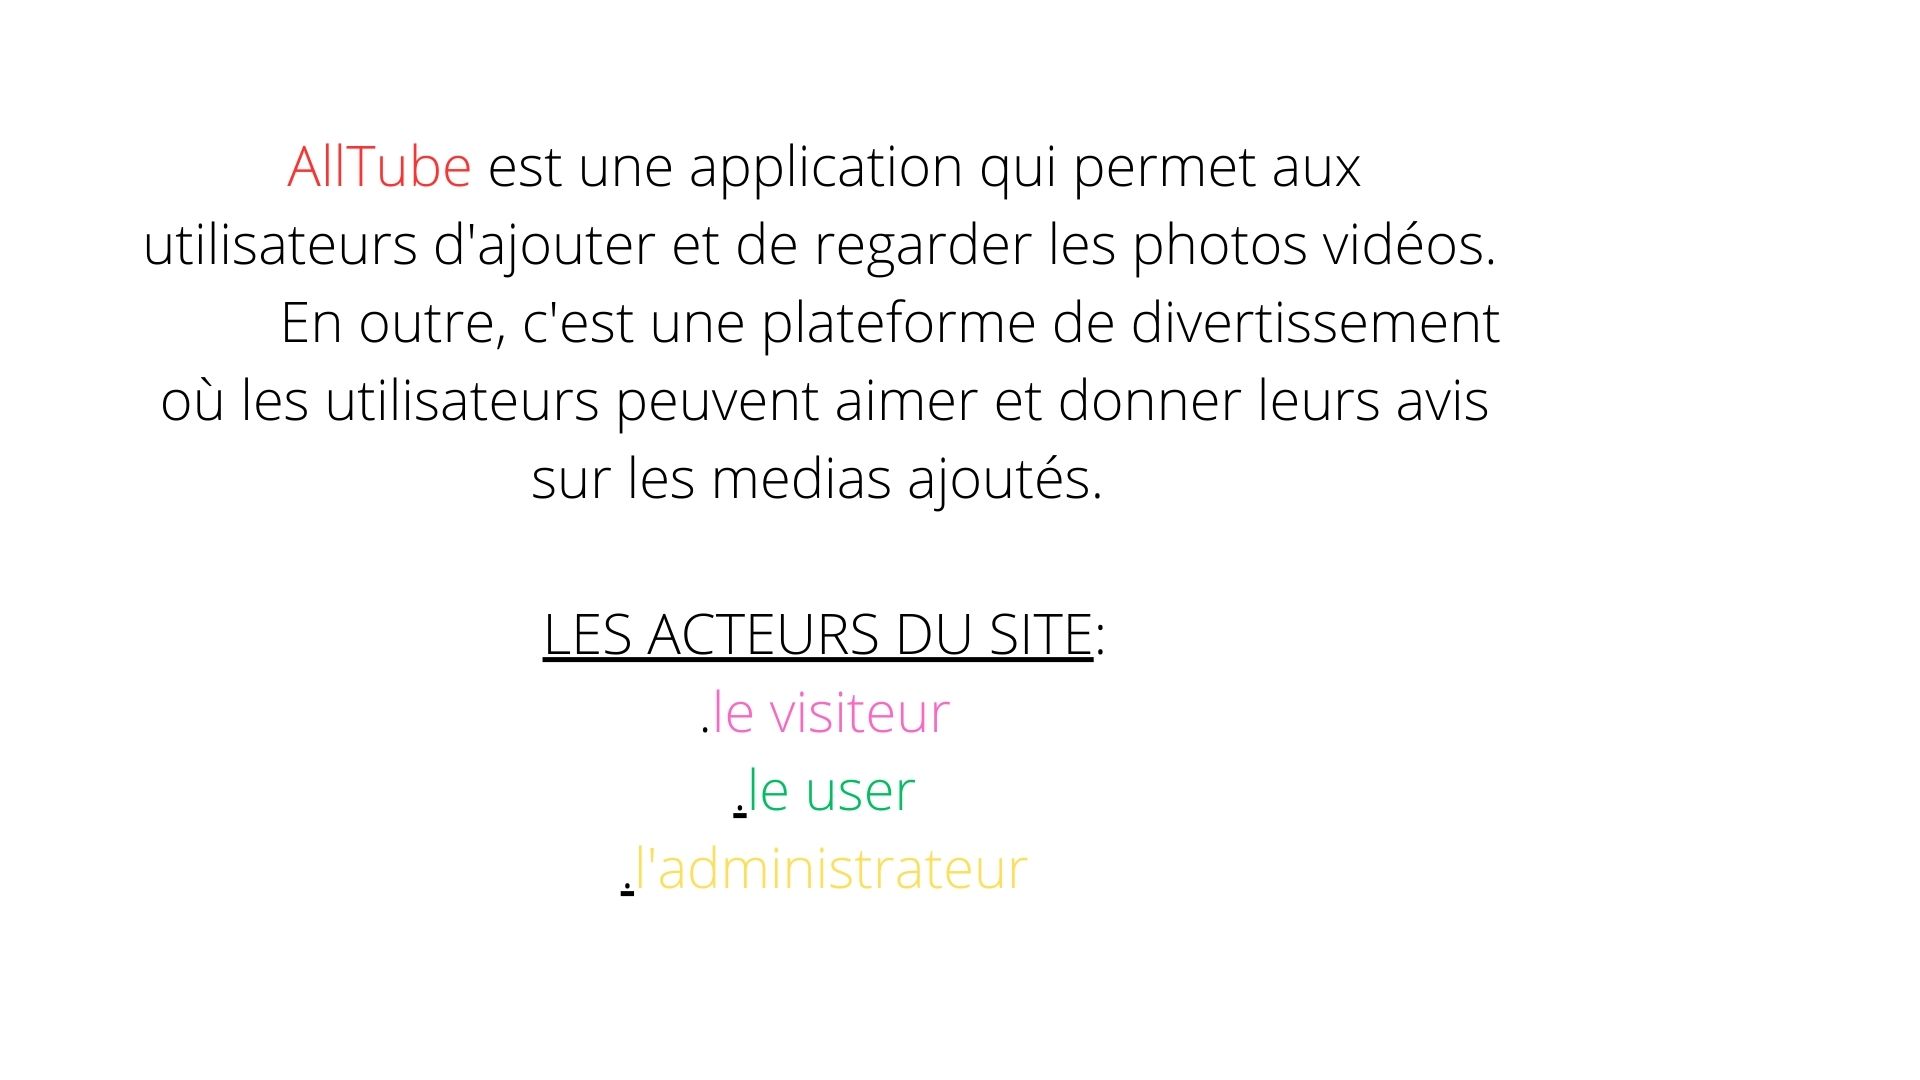 AllTube est une application qui permet aux
utilisateurs d'ajouter et de regarder les photos vidéos.
En outre, c'est une plateforme de divertissement
où les utilisateurs peuvent aimer et donner leurs avis
sur les medias ajoutés.
LES ACTEURS DU SITE:
.le visiteur
.le user
.l'administrateur